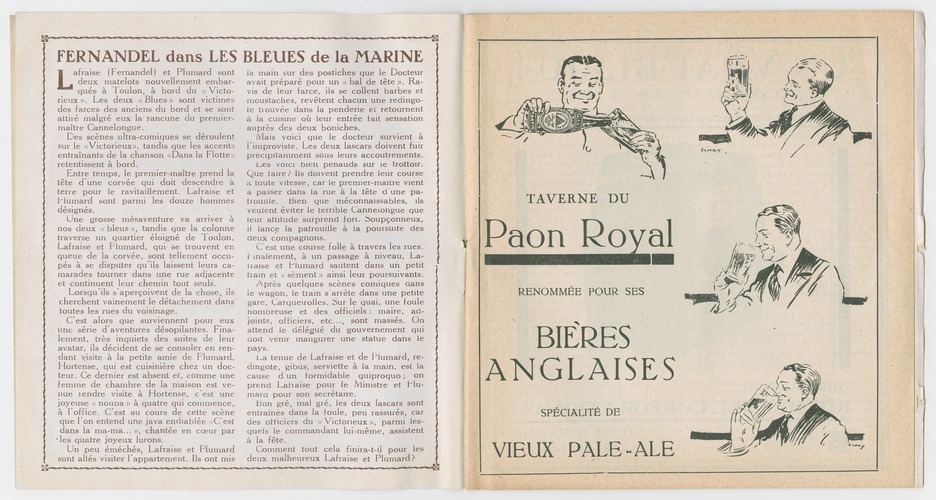 FERNANDEL dans LES BLEUES de la MARINE
Lafraise (Fernandel) et Plumard sont
deux matelots nouvellement embar-
qués à Toulon, à bord du « Victo-
rieux ». Les deux « Bleus » sont victimes
des farces des anciens du bord et se sont
attiré malgré eux la rancune du premier-
maître Cannelongue.
Des scènes ultra-comiques se déroulent
sur le « Victorieux », tandis que les accents
entraînants de la chanson « Dans la Flotte »
retentissent à bord.
Entre temps, le premier-maître prend la
tête d'une corvée qui doit descendre à
terre pour le ravitaillement. Lafraise et
Plumard sont parmi les douze hommes
désignés.
Une grosse mésaventure va arriver à
nos deux « bleus », tandis que la colonne
traverse un quartier éloigné de Toulon,
Lafraise et Plumard, qui se trouvent en
queue de la corvée, sont tellement occu-
pés à se disputer qu'ils laissent leurs ca-
marades tourner dans une rue adjacente
et continuent leur chemin tout seuls.
Lorsqu'ils s'aperçoivent de la chose, ils
cherchent vainement le détachement dans
toutes les rues du voisinage.
C'est alors que surviennent pour eux
une série d'aventures désopilantes. Fina-
lement, très inquiets des suites de leur
avatar, ils décident de se consoler en ren-
dant visite à la petite amie de Plumard,
Hortense, qui est cuisinière chez un doc-
teur. Ce dernier est absent et, comme une
femme de chambre de la maison est ve-
nue rendre visite à Hortense, c'est une
joyeuse « nouba » à quatre qui commence,
à l'office. C'est au cours de cette scène
que l'on entend une java endiablée « C'est
dans la ma-ma... », chantée en cœur par
les quatre joyeux lurons.
Un peu éméchés, Lafraise et Plumard
sont allés visiter l'appartement. Ils ont mis
la main sur des postiches que le Docteur
avait préparé pour un « bal de tête ». Ra-
vis de leur farce, ils se collent barbes et
moustaches, revêtent chacun une redingo-
te trouvée dans la penderie et retournent
à la cuisine où leur entrée fait sensation
auprès des deux boniches.
Mais voici que le docteur survient à
l'improviste. Les deux lascars doivent fuir
précipitamment sous leurs accoutrements.
Les voici bien penauds sur le trottoir.
Que faire? Ils doivent prendre leur course
à toute vitesse, car le premier-maître vient
à passer dans la rue à la tête d'une pa-
trouille. Bien que méconnaissables, ils
veulent éviter le terrible Cannelongue que
leur attitude surprend fort. Soupçonneux,
il lance la patrouille à la poursuite des
deux compagnons.
C'est une course folle à travers les rues.
Finalement, à un passage à niveau, La-
fraise et Plumard sautent dans un petit
train et « sèment » ainsi leur poursuivants.
Après quelques scènes comiques dans
le wagon, le train s'arrête dans une petite
gare, Carqueirolles. Sur le quai, une foule
nombreuse et des officiels : maire, ad-
joints, officiers, etc..., sont massés. On
attend le délégué du gouvernement qui
doit venir inaugurer une statue dans le
pays.
La tenue de Lafraise et de Plumard, re-
dingote, gibus, serviette à la main, est la
cause d'un formidable quiproquo; on
prend Lafraise pour le Ministre et Plu-
mard pour son secrétaire.
Bon gré, mal gré, les deux lascars sont
entraînés dans la foule, peu rassurés, car
des officiers du « Victorieux », parmi les-
quels le commandant lui-même, assistent
à la fête.
Comment tout cela finira-t-il pour les
deux malheureux Lafraise et Plumard?
TAVERNE DU
Paon Royal
RENOMMÉE POUR SES
BIÈRES
ANGLAISES
SPÉCIALITÉ DE
VIEUX PALE-ALE